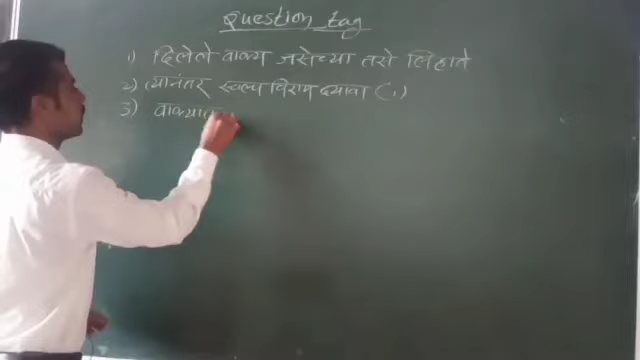 Question tag
1) दिलेले वाक्य जसेच्या तसे लिहावे
2) त्यानंतर स्वल्प विराम द्यावा (,)
3) वाक्यात